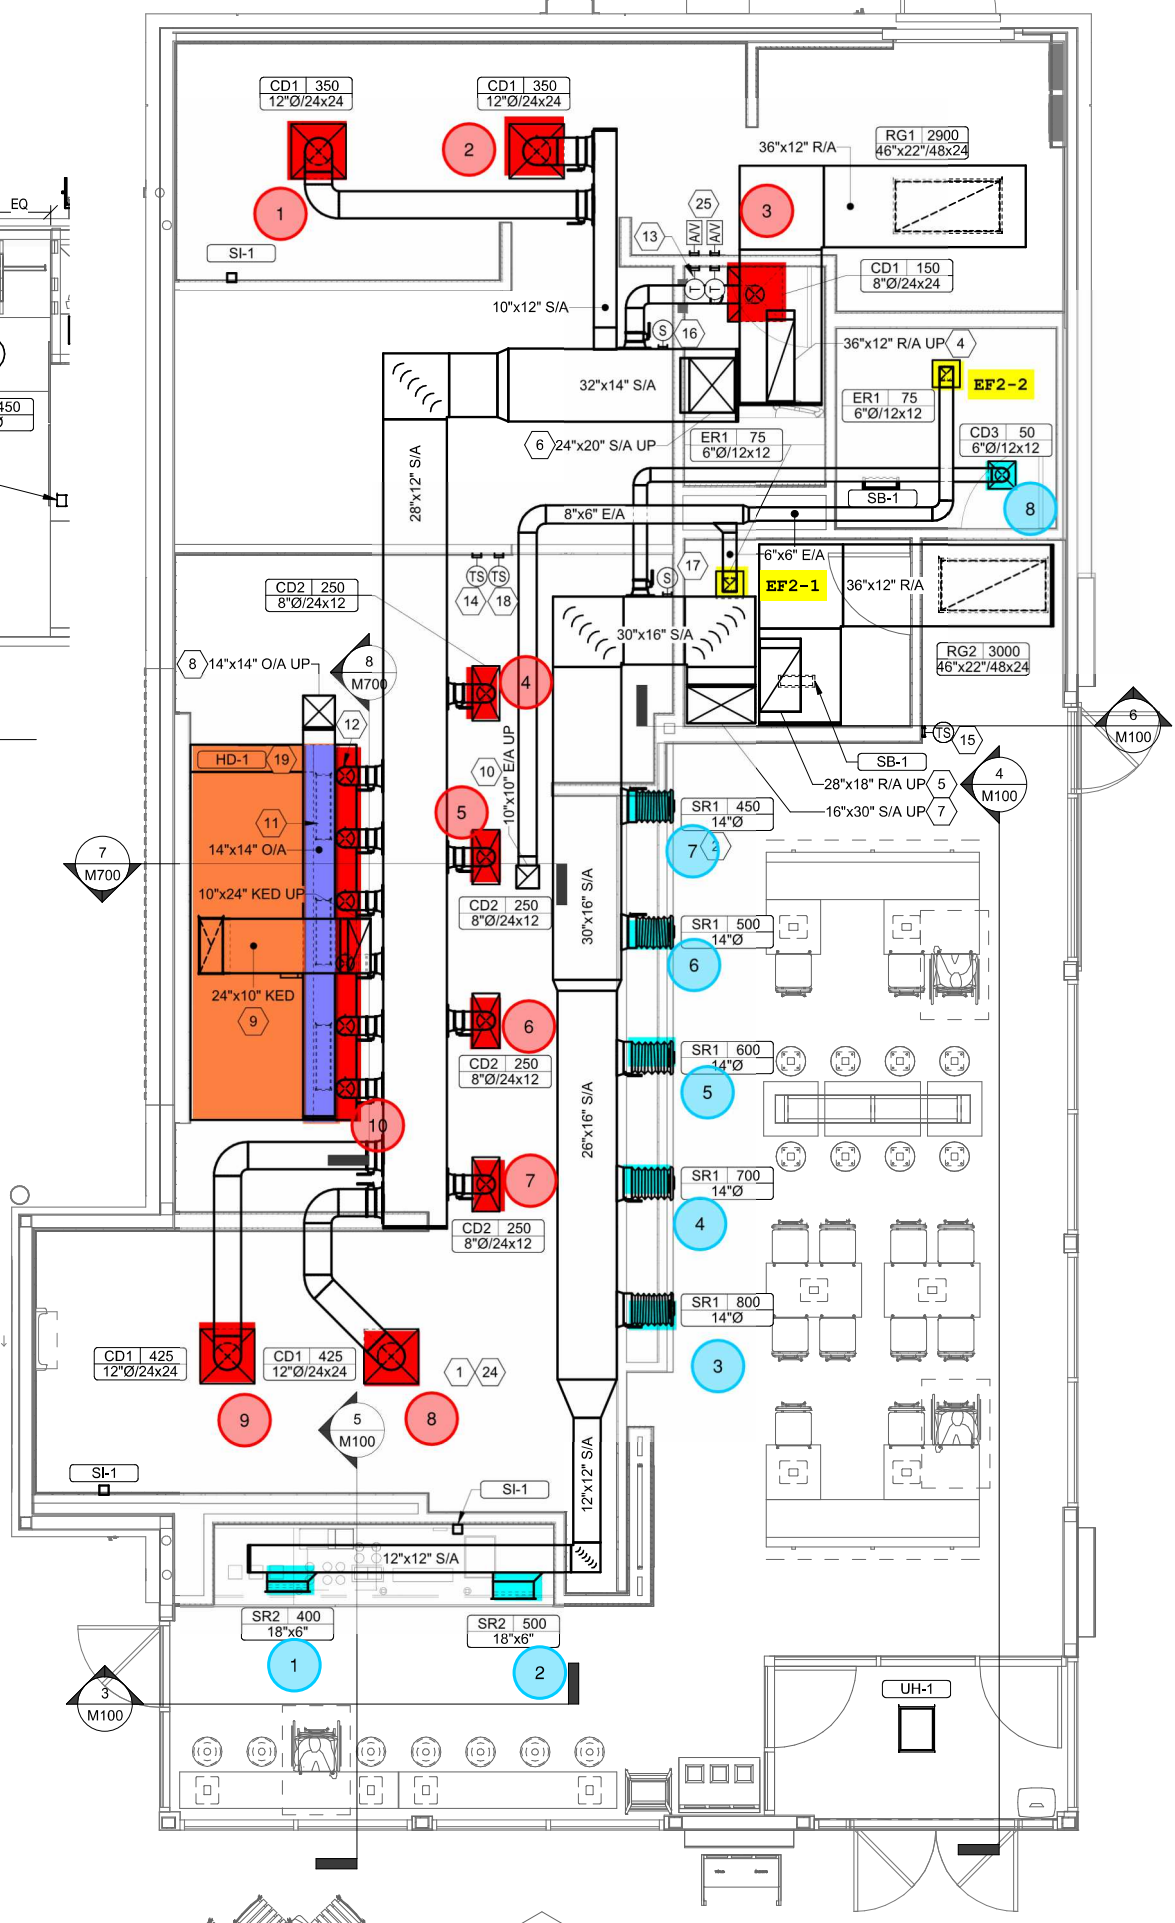 CD1 350
12"Ø/24x24
CD1 350
12"Ø/24x24
2
1
SI-1
36"x12" R/A
RG1 2900
46"x22"/48x24
25
3
13
A/V A/V
T T
CD1 150
8"Ø/24x24
10"x12" S/A
S 16
36"x12" R/A UP 4
32"x14" S/A
EF2-2
ER1 75
6"Ø/12x12
6 24"x20" S/A UP
ER1 75
6"Ø/12x12
CD3 50
6"Ø/12x12
SB-1
8
28"x12" S/A
8"x6" E/A
6"x6" E/A
EQ
450
Ø
TS TS
14 18
S 17
EF2-1
36"x12" R/A
CD2 250
8"Ø/24x12
30"x16" S/A
RG2 3000
46"x22"/48x24
8 14"x14" O/A UP
8
M700
4
12
HD-1 19
10
10"x10" E/A UP
6
M100
TS 15
SB-1
28"x18" R/A UP 5
4
M100
16"x30" S/A UP 7
SR1 450
14"Ø
7 2
5
11
14"x14" O/A
7
M700
10"x24" KED UP
CD2 250
8"Ø/24x12
30"x16" S/A
SR1 500
14"Ø
6
24"x10" KED
9
6
CD2 250
8"Ø/24x12
SR1 600
14"Ø
5
10
26"x16" S/A
7
SR1 700
14"Ø
4
CD2 250
8"Ø/24x12
SR1 800
14"Ø
3
CD1 425
12"Ø/24x24
CD1 425
12"Ø/24x24
1 24
9
8
5
M100
12"x12" S/A
SI-1
SI-1
12"x12" S/A
SR2 400
18"x6"
SR2 500
18"x6"
1
2
3
M100
UH-1